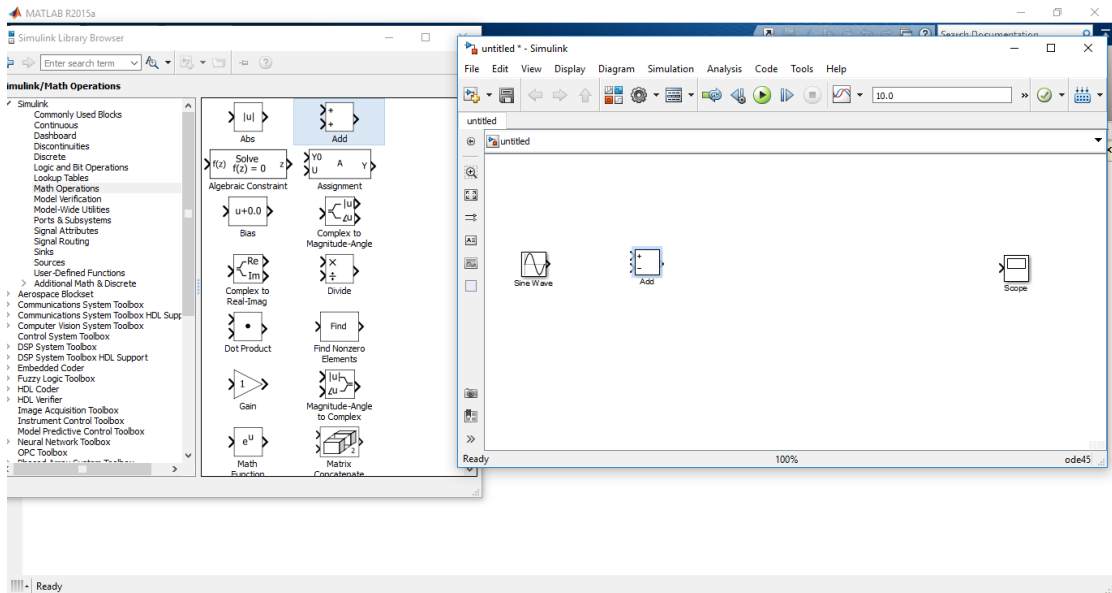 MATLAB R2015a
Search Documentation
Simulink Library Browser
Enter search term
Simulink/Math Operations
Simulink
Commonly Used Blocks
Continuous
Dashboard
Discontinuities
Discrete
Logic and Bit Operations
Lookup Tables
Math Operations
Model Verification
Model-Wide Utilities
Ports & Subsystems
Signal Attributes
Signal Routing
Sinks
Sources
User-Defined Functions
Additional Math & Discrete
Aerospace Blockset
Communications System Toolbox
Communications System Toolbox HDL Supp
Computer Vision System Toolbox
Control System Toolbox
DSP System Toolbox
DSP System Toolbox HDL Support
Embedded Coder
Fuzzy Logic Toolbox
HDL Coder
HDL Verifier
Image Acquisition Toolbox
Instrument Control Toolbox
Model Predictive Control Toolbox
Neural Network Toolbox
OPC Toolbox
|u|
Abs
+
+
Add
f(z) Solve f(z) = 0 z
Algebraic Constraint
Y0
U A Y
Assignment
u+0.0
Bias
|u|
∠u
Complex to
Magnitude-Angle
Re
Im
Complex to
Real-Imag
×
÷
Divide
Dot Product
Find
Find Nonzero
Elements
1
Gain
|u|
∠u
Magnitude-Angle
to Complex
e^u
Math
Function
2
Matrix
Concatenate
untitled * - Simulink
File Edit View Display Diagram Simulation Analysis Code Tools Help
10.0
untitled
untitled
Sine Wave
+
−
Add
Scope
Ready 100% ode45
Ready